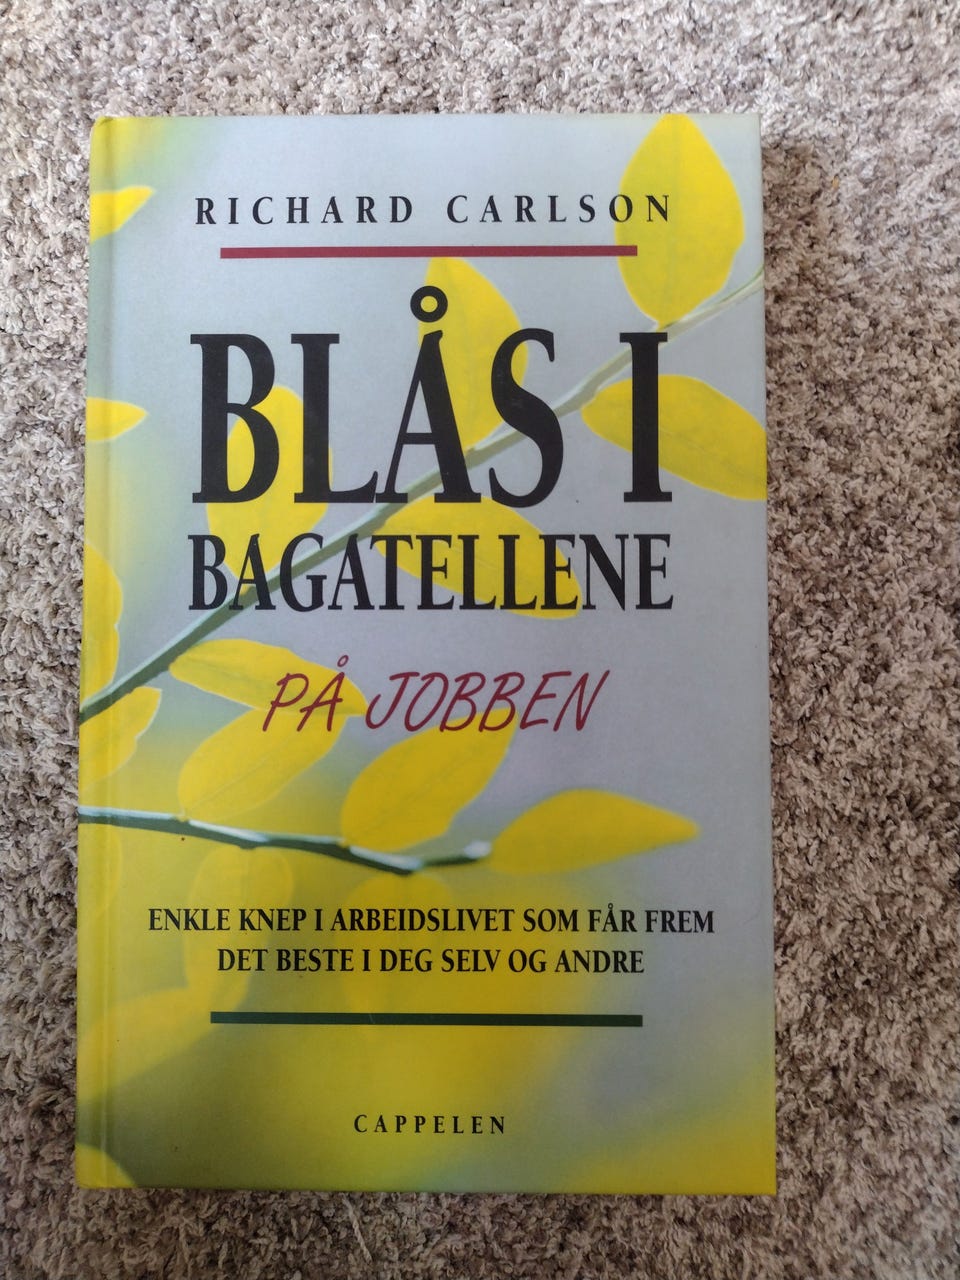 RICHARD CARLSON
BLÅS I
BAGATELLENE
PÅ JOBBEN
ENKLE KNEP I ARBEIDSLIVET SOM FÅR FREM
DET BESTE I DEG SELV OG ANDRE
CAPPELEN